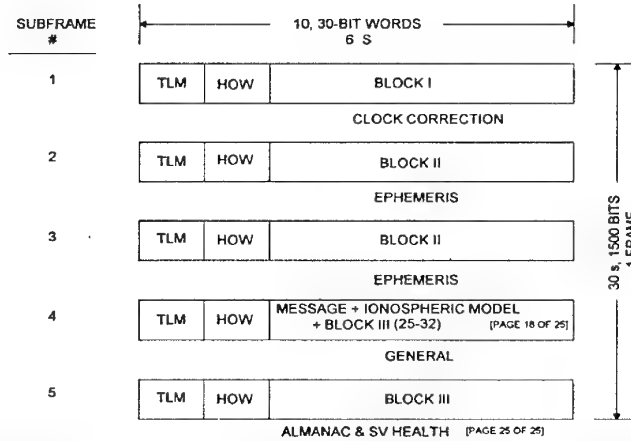 SUBFRAME
#
10, 30-BIT WORDS
6 S
1
TLM HOW BLOCK I
CLOCK CORRECTION
2
TLM HOW BLOCK II
EPHEMERIS
3
TLM HOW BLOCK II
EPHEMERIS
4
TLM HOW MESSAGE + IONOSPHERIC MODEL
+ BLOCK III (25-32) [PAGE 18 OF 25]
GENERAL
5
TLM HOW BLOCK III
ALMANAC & SV HEALTH [PAGE 25 OF 25]
30 s, 1500 BITS
1 FRAME